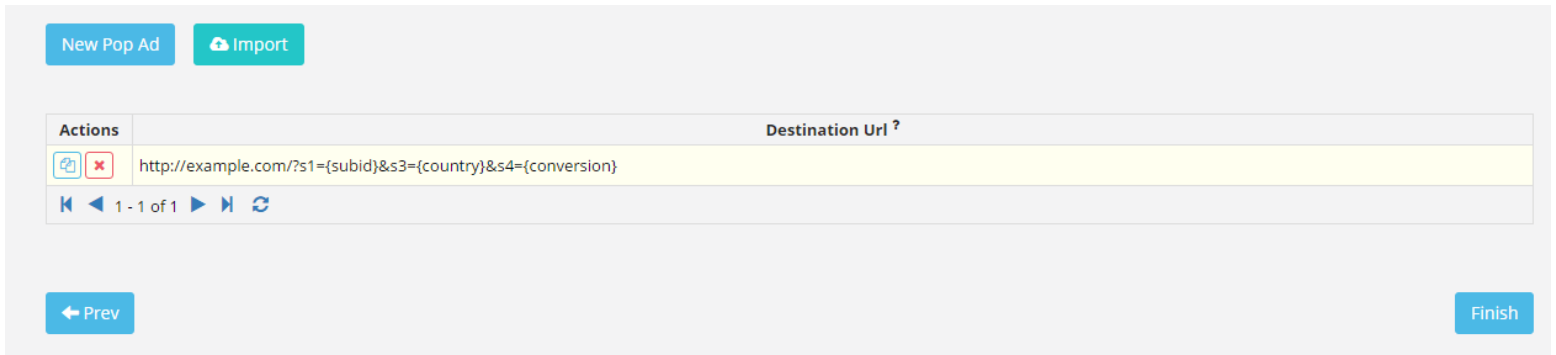 New Pop Ad Import
Actions Destination Url ?
http://example.com/?s1={subid}&s3={country}&s4={conversion}
1 - 1 of 1
Prev Finish